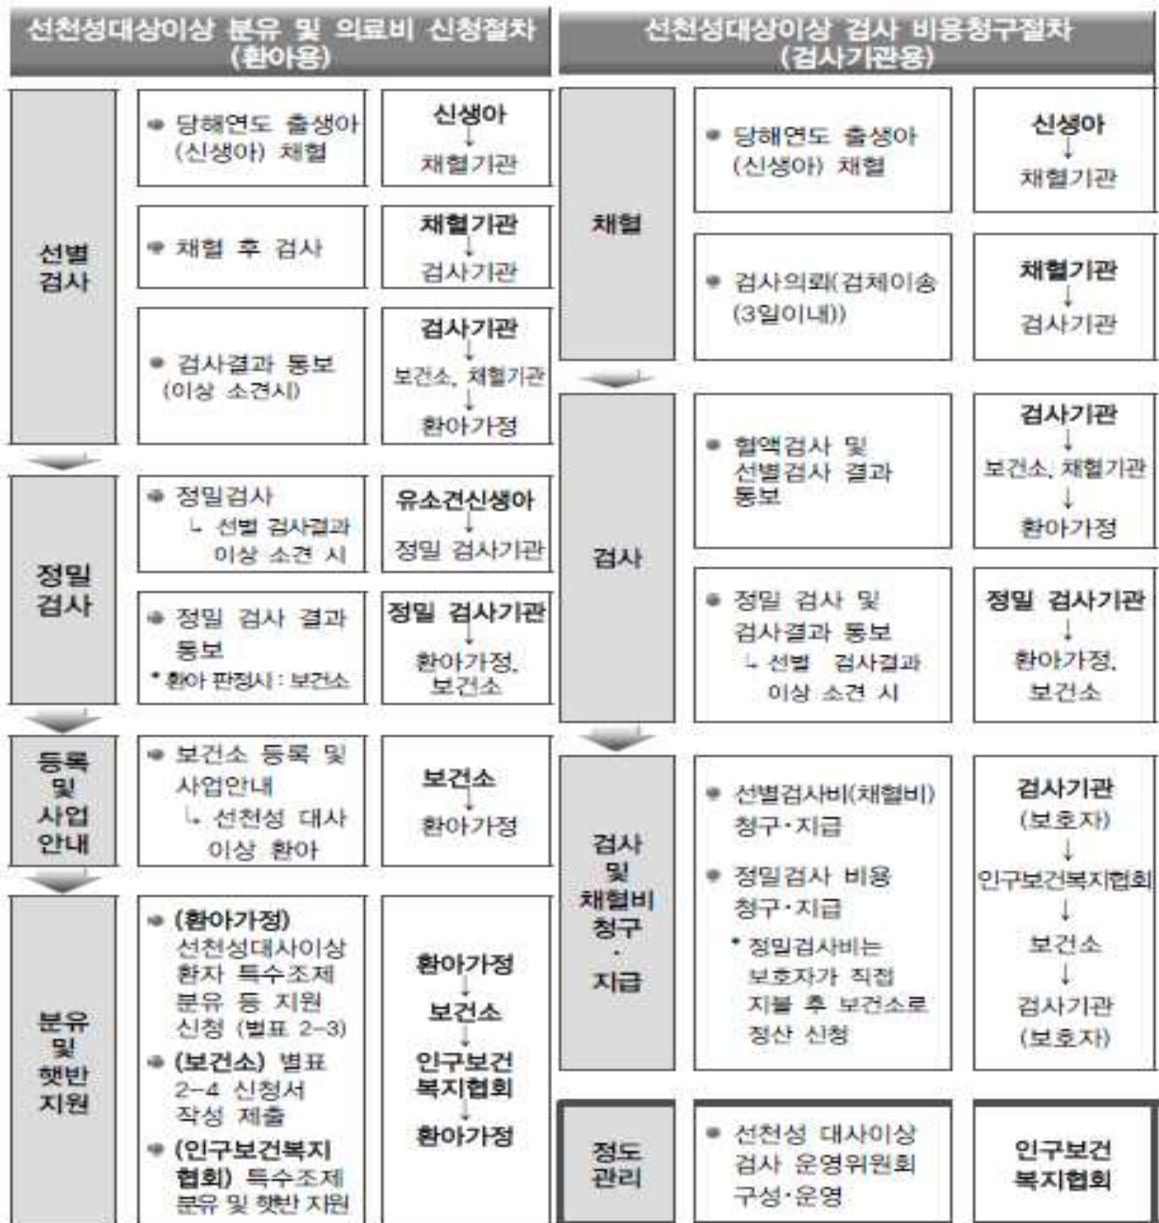 선천성대상이상 분유 및 의료비 신청절차
(환아용)
선별
검사
당해연도 출생아
(신생아) 채혈
신생아
↓
채혈기관
채혈 후 검사
채혈기관
↓
검사기관
검사결과 통보
(이상 소견시)
검사기관
↓
보건소, 채혈기관
↓
환아가정
정밀
검사
정밀검사
↳ 선별 검사결과
이상 소견 시
유소견신생아
↓
정밀 검사기관
정밀 검사 결과
통보
* 환아 판정시 : 보건소
정밀 검사기관
↓
환아가정,
보건소
등록
및
사업
안내
보건소 등록 및
사업안내
↳ 선천성 대사
이상 환아
보건소
↓
환아가정
분유
및
햇반
지원
(환아가정)
선천성대사이상
환자 특수조제
분유 등 지원
신청 (별표 2-3)
(보건소) 별표
2-4 신청서
작성 제출
(인구보건복지
협회) 특수조제
분유 및 햇반 지원
환아가정
↓
보건소
↓
인구보건
복지협회
↓
환아가정
선천성대상이상 검사 비용청구절차
(검사기관용)
채혈
당해연도 출생아
(신생아) 채혈
신생아
↓
채혈기관
검사의뢰(검체이송
(3일이내))
채혈기관
↓
검사기관
검사
혈액검사 및
선별검사 결과
통보
검사기관
↓
보건소, 채혈기관
↓
환아가정
정밀 검사 및
검사결과 통보
↳ 선별 검사결과
이상 소견 시
정밀 검사기관
↓
환아가정,
보건소
검사
및
채혈비
청구
·
지급
선별검사비(채혈비)
청구·지급
정밀검사 비용
청구·지급
* 정밀검사비는
보호자가 직접
지불 후 보건소로
정산 신청
검사기관
(보호자)
↓
인구보건복지협회
↓
보건소
↓
검사기관
(보호자)
정도
관리
선천성 대사이상
검사 운영위원회
구성·운영
인구보건
복지협회